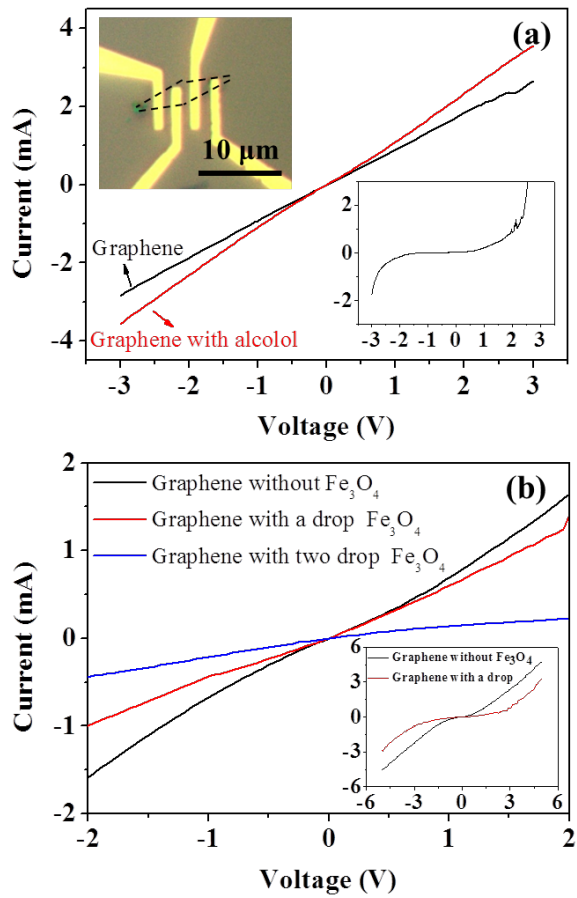 (a)
4
2
0
-2
-4
Current (mA)
10 μm
Graphene
Graphene with alcolol
2
0
-2
-3 -2 -1 0 1 2 3
-3 -2 -1 0 1 2 3
Voltage (V)
(b)
2
1
0
-1
-2
Current (mA)
Graphene without Fe₃O₄
Graphene with a drop Fe₃O₄
Graphene with two drop Fe₃O₄
6
3
0
-3
-6
Graphene without Fe₃O₄
Graphene with a drop
-6 -3 0 3 6
-2 -1 0 1 2
Voltage (V)